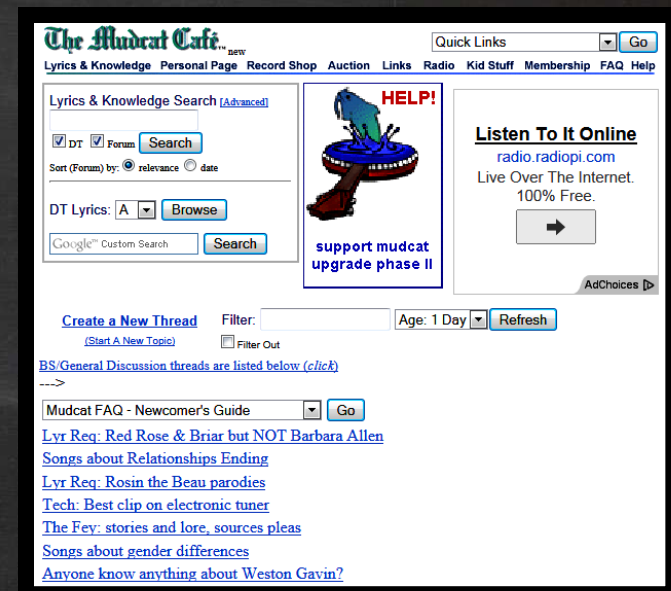 The Mudcat Café™ new
Quick Links Go
Lyrics & Knowledge Personal Page Record Shop Auction Links Radio Kid Stuff Membership FAQ Help
Lyrics & Knowledge Search [Advanced]
DT Forum Search
Sort (Forum) by: relevance date
DT Lyrics: A Browse
Google™ Custom Search Search
HELP!
support mudcat
upgrade phase II
Listen To It Online
radio.radiopi.com
Live Over The Internet.
100% Free.
AdChoices
Create a New Thread Filter: Age: 1 Day Refresh
(Start A New Topic) Filter Out
BS/General Discussion threads are listed below (click)
--->
Mudcat FAQ - Newcomer's Guide Go
Lyr Req: Red Rose & Briar but NOT Barbara Allen
Songs about Relationships Ending
Lyr Req: Rosin the Beau parodies
Tech: Best clip on electronic tuner
The Fey: stories and lore, sources pleas
Songs about gender differences
Anyone know anything about Weston Gavin?